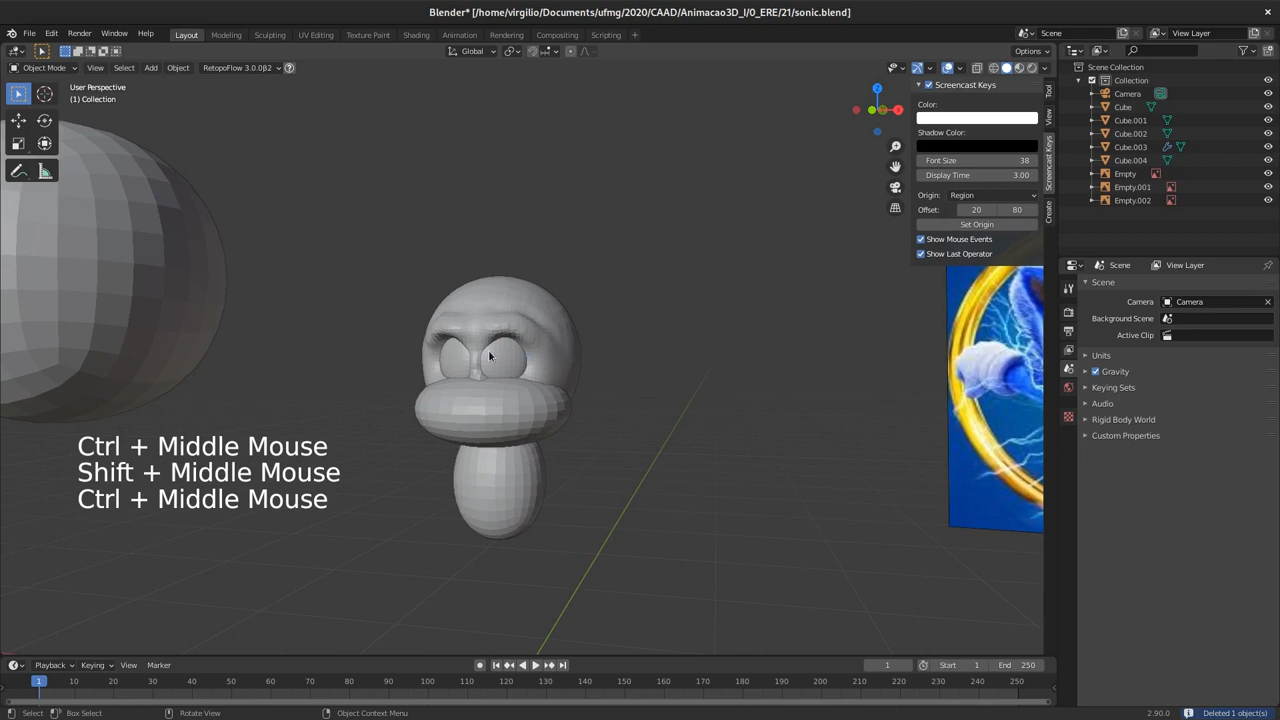 Blender* [/home/virgilio/Documents/ufmg/2020/CAAD/Animacao3D_I/0_ERE/21/sonic.blend]
File Edit Render Window Help
Layout Modeling Sculpting UV Editing Texture Paint Shading Animation Rendering Compositing Scripting
Scene
View Layer
Global
Options
Object Mode View Select Add Object RetopoFlow 3.0.0β2
User Perspective
(1) Collection
Z
Screencast Keys
Color:
Shadow Color:
Font Size 38
Display Time 3.00
Origin: Region
Offset: 20 80
Set Origin
Show Mouse Events
Show Last Operator
Tool
View
Screencast Keys
Create
Scene Collection
Collection
Camera
Cube
Cube.001
Cube.002
Cube.003
Cube.004
Empty
Empty.001
Empty.002
Scene View Layer
Scene
Camera Camera
Background Scene
Active Clip
Units
Gravity
Keying Sets
Audio
Rigid Body World
Custom Properties
Ctrl + Middle Mouse
Shift + Middle Mouse
Ctrl + Middle Mouse
Playback Keying View Marker
1 Start 1 End 250
1 10 20 30 40 50 60 70 80 90 100 110 120 130 140 150 160 170 180 190 200 210 220 230 240 250
Select Box Select Rotate View Object Context Menu
2.90.0 Deleted 1 object(s)